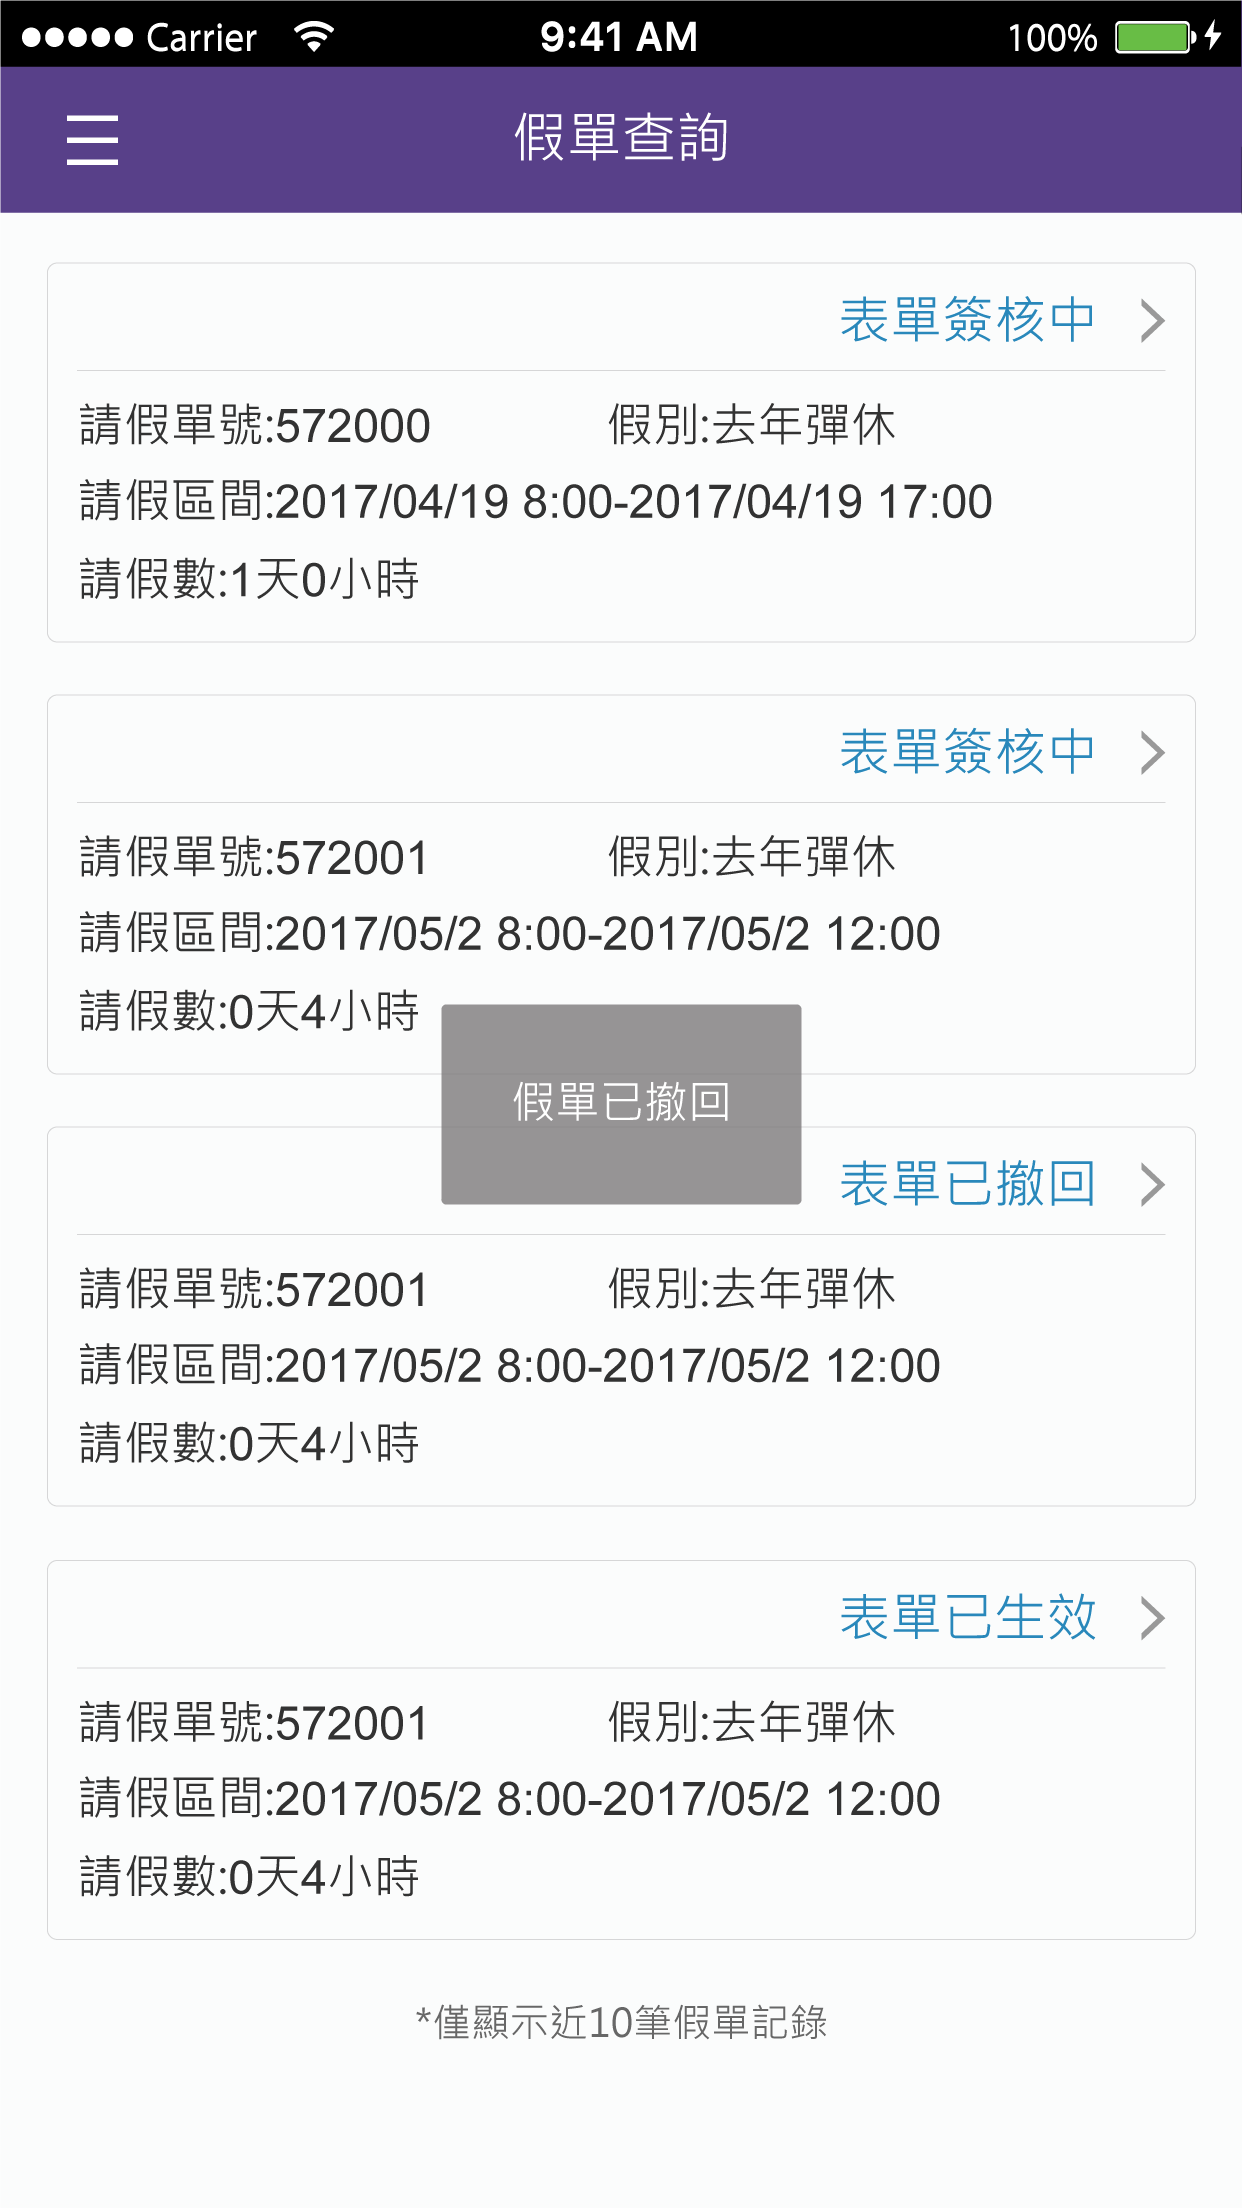 Carrier 9:41 AM 100%
假單查詢
表單簽核中
請假單號:572000 假別:去年彈休
請假區間:2017/04/19 8:00-2017/04/19 17:00
請假數:1天0小時
表單簽核中
請假單號:572001 假別:去年彈休
請假區間:2017/05/2 8:00-2017/05/2 12:00
請假數:0天4小時
假單已撤回
表單已撤回
請假單號:572001 假別:去年彈休
請假區間:2017/05/2 8:00-2017/05/2 12:00
請假數:0天4小時
表單已生效
請假單號:572001 假別:去年彈休
請假區間:2017/05/2 8:00-2017/05/2 12:00
請假數:0天4小時
*僅顯示近10筆假單記錄